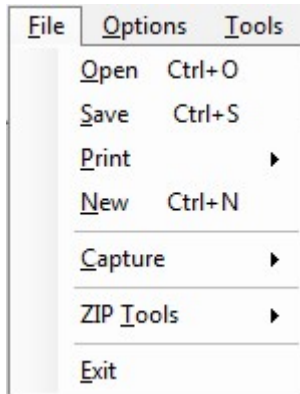 File Options Tools
Open Ctrl+O
Save Ctrl+S
Print
New Ctrl+N
Capture
ZIP Tools
Exit